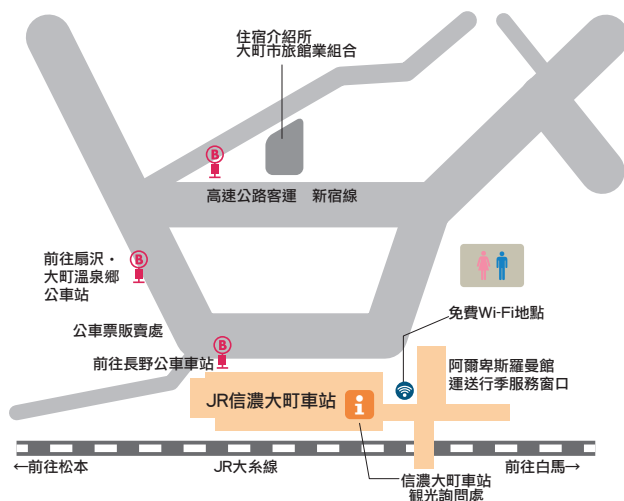 住宿介紹所
大町市旅館業組合
B
高速公路客運 新宿線
前往扇沢・
大町溫泉鄉
公車站
B
免費Wi-Fi地點
公車票販賣處
B
前往長野公車車站
阿爾卑斯羅曼館
運送行季服務窗口
JR信濃大町車站
i
←前往松本
JR大糸線
前往白馬→
信濃大町車站
観光詢問處